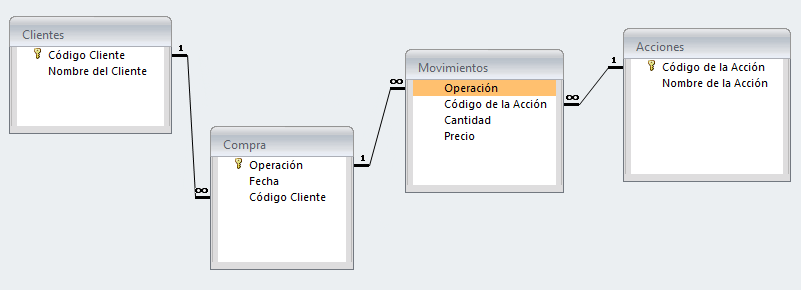 Clientes
Código Cliente
Nombre del Cliente
1
∞
Compra
Operación
Fecha
Código Cliente
1
∞
Movimientos
Operación
Código de la Acción
Cantidad
Precio
∞
1
Acciones
Código de la Acción
Nombre de la Acción